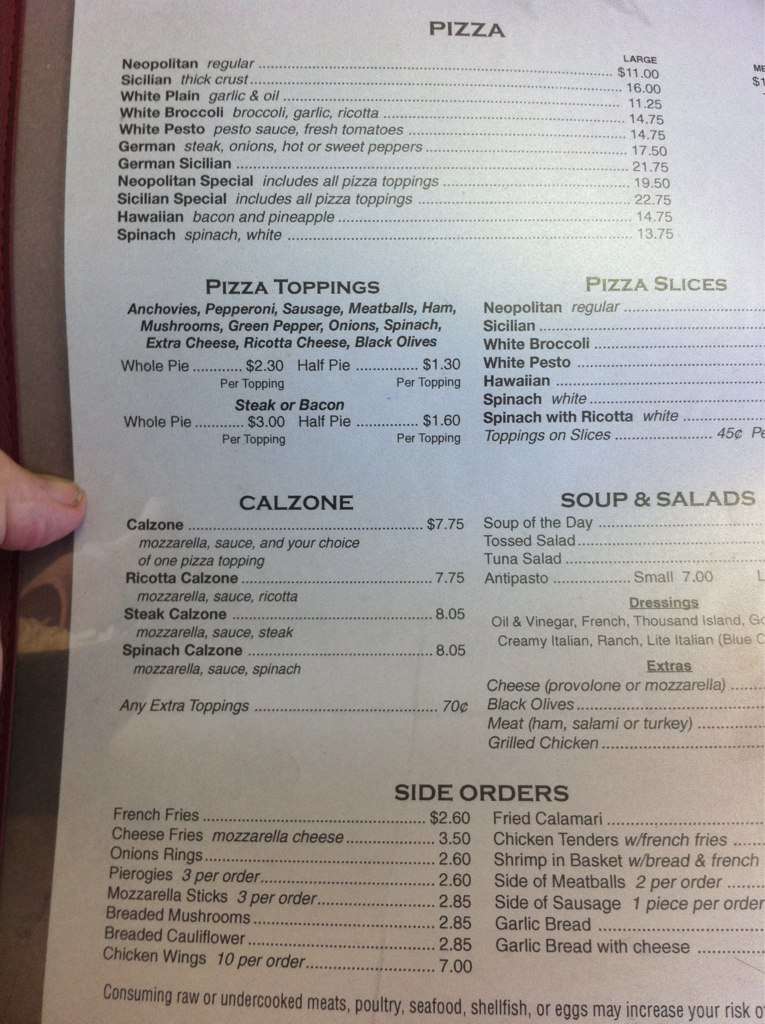 PIZZA
LARGE
Neopolitan regular ........ $11.00
Sicilian thick crust ........ 16.00
White Plain garlic & oil ........ 11.25
White Broccoli broccoli, garlic, ricotta ........ 14.75
White Pesto pesto sauce, fresh tomatoes ........ 14.75
German steak, onions, hot or sweet peppers ........ 17.50
German Sicilian ........ 21.75
Neopolitan Special includes all pizza toppings ........ 19.50
Sicilian Special includes all pizza toppings ........ 22.75
Hawaiian bacon and pineapple ........ 14.75
Spinach spinach, white ........ 13.75
PIZZA TOPPINGS
Anchovies, Pepperoni, Sausage, Meatballs, Ham,
Mushrooms, Green Pepper, Onions, Spinach,
Extra Cheese, Ricotta Cheese, Black Olives
Whole Pie ........ $2.30 Half Pie ........ $1.30
Per Topping Per Topping
Steak or Bacon
Whole Pie ........ $3.00 Half Pie ........ $1.60
Per Topping Per Topping
PIZZA SLICES
Neopolitan regular ........
Sicilian ........
White Broccoli ........
White Pesto ........
Hawaiian ........
Spinach white ........
Spinach with Ricotta white ........
Toppings on Slices ........ 45¢
CALZONE
Calzone ........ $7.75
mozzarella, sauce, and your choice
of one pizza topping
Ricotta Calzone ........ 7.75
mozzarella, sauce, ricotta
Steak Calzone ........ 8.05
mozzarella, sauce, steak
Spinach Calzone ........ 8.05
mozzarella, sauce, spinach
Any Extra Toppings ........ 70¢
SOUP & SALADS
Soup of the Day ........
Tossed Salad ........
Tuna Salad ........
Antipasto ........ Small 7.00
Dressings
Oil & Vinegar, French, Thousand Island,
Creamy Italian, Ranch, Lite Italian (Blue
Extras
Cheese (provolone or mozzarella) ........
Black Olives ........
Meat (ham, salami or turkey) ........
Grilled Chicken ........
SIDE ORDERS
French Fries ........ $2.60
Cheese Fries mozzarella cheese ........ 3.50
Onions Rings ........ 2.60
Pierogies 3 per order ........ 2.60
Mozzarella Sticks 3 per order ........ 2.85
Breaded Mushrooms ........ 2.85
Breaded Cauliflower ........ 2.85
Chicken Wings 10 per order ........ 7.00
Fried Calamari ........
Chicken Tenders w/french fries ........
Shrimp in Basket w/bread & french
Side of Meatballs 2 per order ........
Side of Sausage 1 piece per order
Garlic Bread ........
Garlic Bread with cheese ........
Consuming raw or undercooked meats, poultry, seafood, shellfish, or eggs may increase your risk